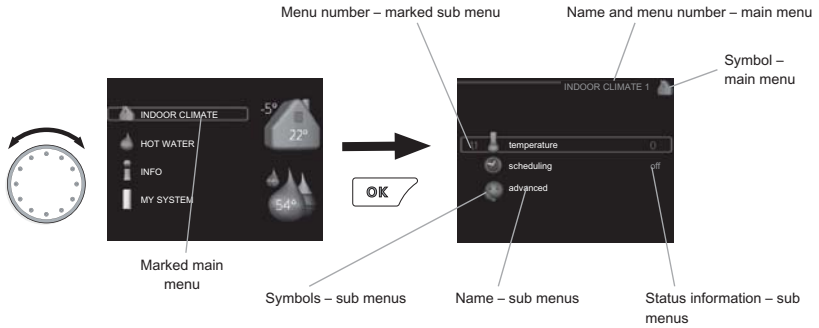 Menu number – marked sub menu
Name and menu number – main menu
Symbol –
main menu
INDOOR CLIMATE
HOT WATER
INFO
MY SYSTEM
-5°
22°
54°
OK
INDOOR CLIMATE 1
1.1 temperature 0
scheduling off
advanced
Marked main
menu
Symbols – sub menus
Name – sub menus
Status information – sub
menus